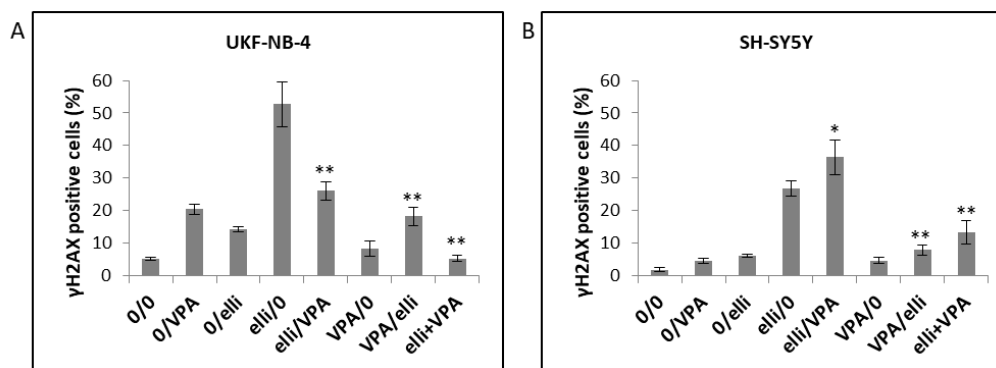 A
UKF-NB-4
γH2AX positive cells (%)
60
50
40
30
20
10
0
**
**
**
0/0
0/VPA
0/elli
elli/0
elli/VPA
VPA/0
VPA/elli
elli+VPA
B
SH-SY5Y
γH2AX positive cells (%)
60
50
40
30
20
10
0
*
**
**
0/0
0/VPA
0/elli
elli/0
elli/VPA
VPA/0
VPA/elli
elli+VPA